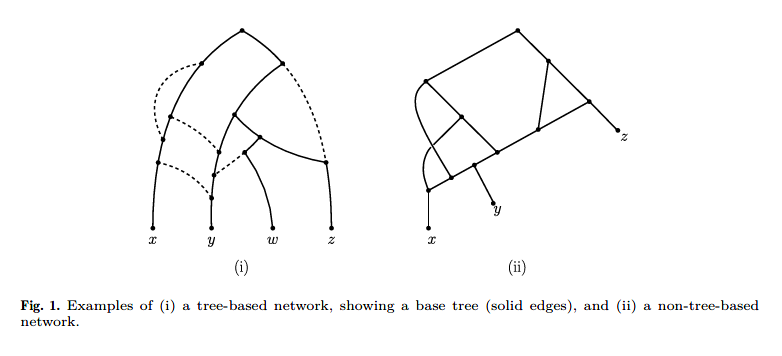 x y w z
z
y
x
(i) (ii)
Fig. 1. Examples of (i) a tree-based network, showing a base tree (solid edges), and (ii) a non-tree-based
network.